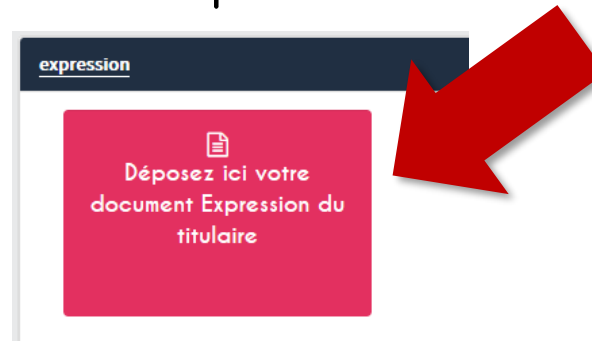 expression
Déposez ici votre
document Expression du
titulaire